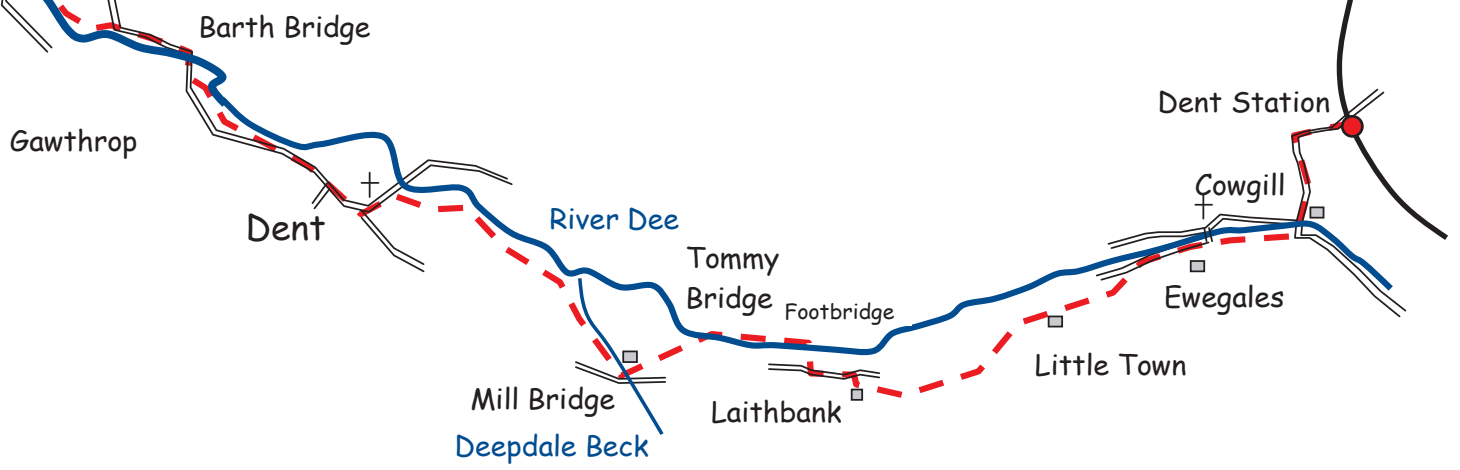 Barth Bridge
Dent Station
Gawthrop
Cowgill
Dent
River Dee
Tommy
Bridge
Footbridge
Ewegales
Little Town
Mill Bridge
Laithbank
Deepdale Beck